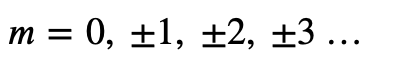 m = 0, ±1, ±2, ±3 …